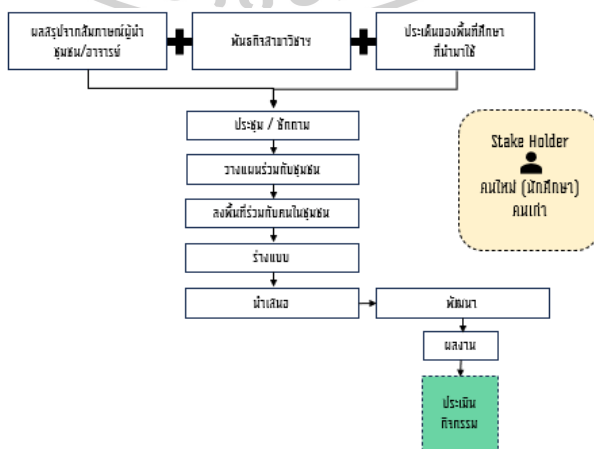 ผลสรุปจากสัมภาษณ์ผู้นำ
ชุมชน/อาจารย์
พันธกิจสาขาวิชาฯ
ประเด็นของพื้นที่ศึกษา
ที่นำมาใช้
ประชุม / ซักถาม
วางแผนร่วมกับชุมชน
ลงพื้นที่ร่วมกับคนในชุมชน
ร่างแบบ
นำเสนอ
พัฒนา
ผลงาน
ประเมิน
กิจกรรม
Stake Holder
คนใหม่ (นักศึกษา)
คนเก่า